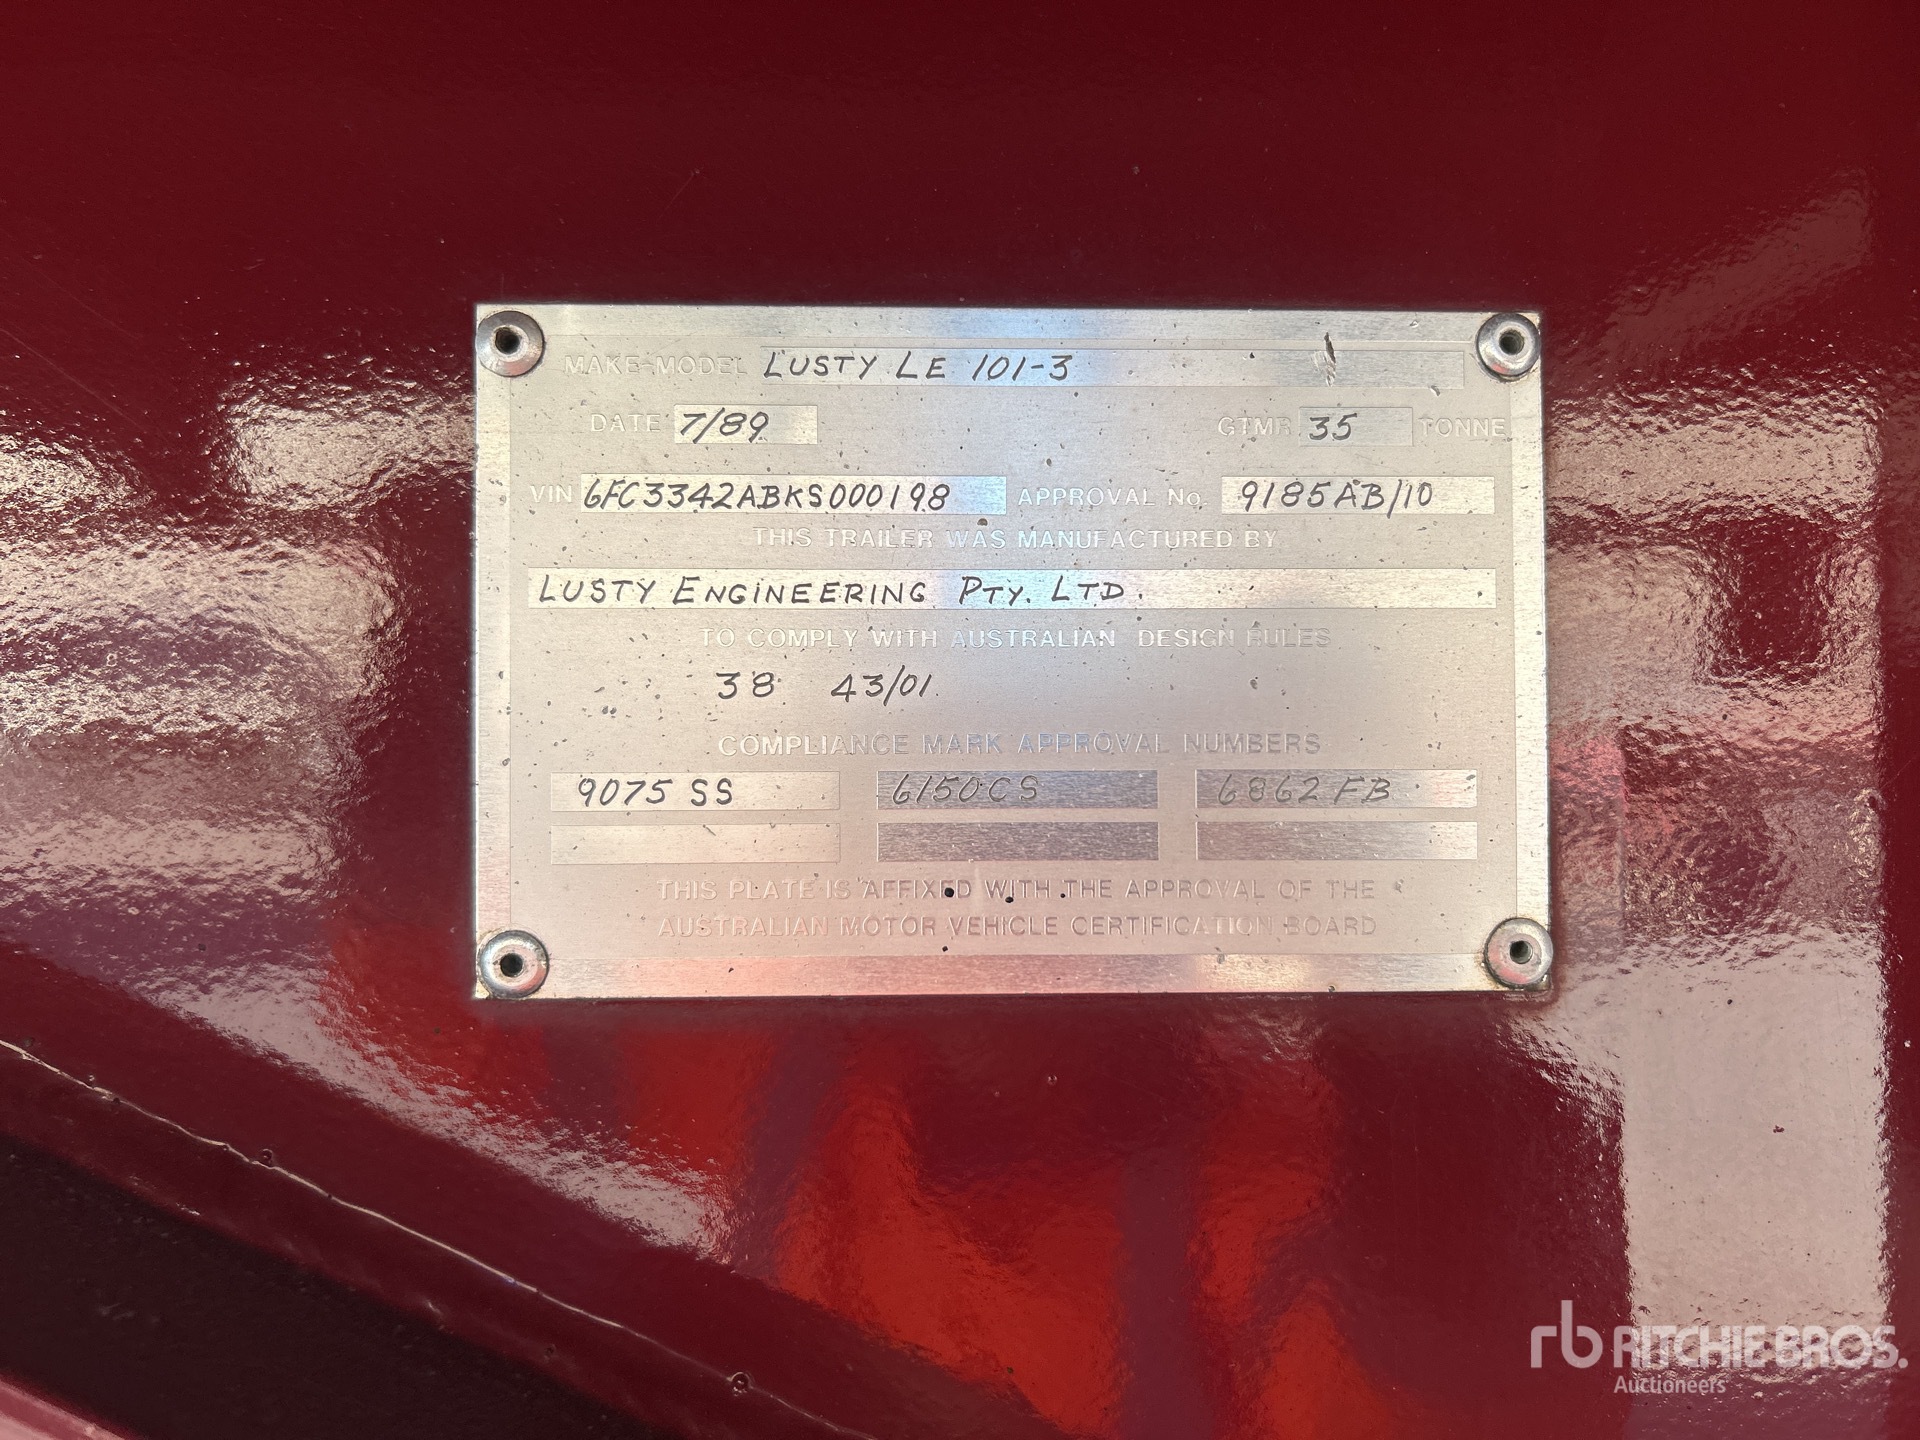 MAKE-MODEL LUSTY LE 101-3
DATE 7/89 GTMR 35 TONNE
VIN 6FC3342ABKS000198 APPROVAL No. 9185AB/10
THIS TRAILER WAS MANUFACTURED BY
LUSTY ENGINEERING PTY. LTD.
TO COMPLY WITH AUSTRALIAN DESIGN RULES
38 43/01
COMPLIANCE MARK APPROVAL NUMBERS
9075 SS 6150CS 6862FB
THIS PLATE IS AFFIXED WITH THE APPROVAL OF THE
AUSTRALIAN MOTOR VEHICLE CERTIFICATION BOARD
rb RITCHIE BROS.
Auctioneers